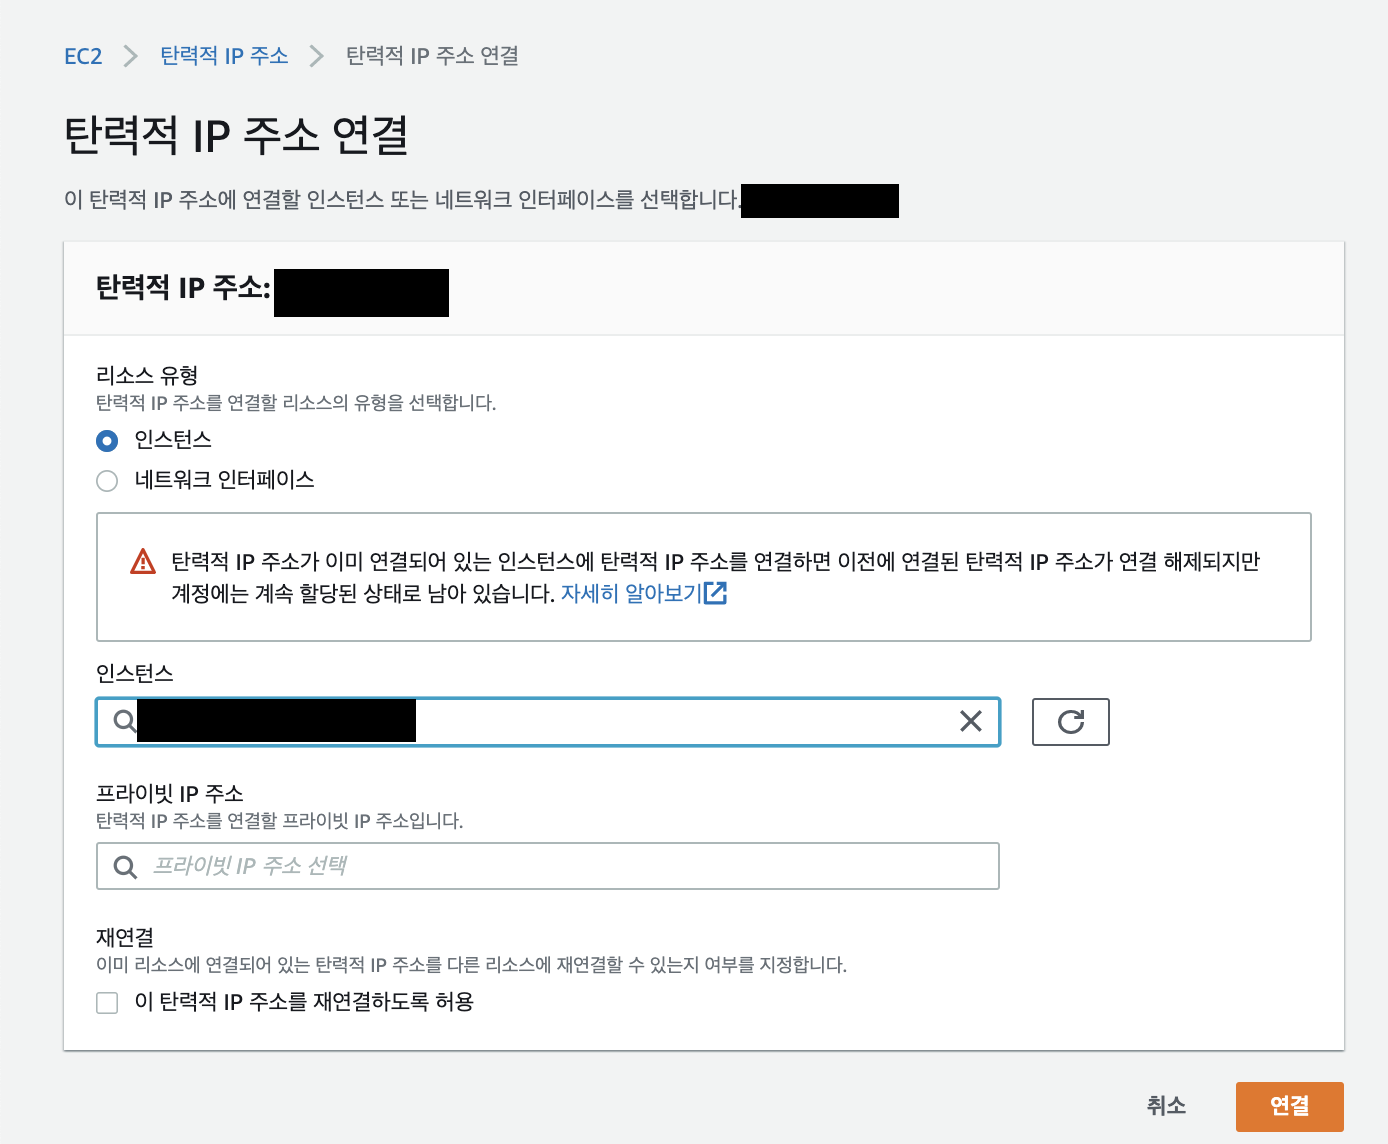 EC2 > 탄력적 IP 주소 > 탄력적 IP 주소 연결
탄력적 IP 주소 연결
이 탄력적 IP 주소에 연결할 인스턴스 또는 네트워크 인터페이스를 선택합니다.
탄력적 IP 주소:
리소스 유형
탄력적 IP 주소를 연결할 리소스의 유형을 선택합니다.
인스턴스
네트워크 인터페이스
탄력적 IP 주소가 이미 연결되어 있는 인스턴스에 탄력적 IP 주소를 연결하면 이전에 연결된 탄력적 IP 주소가 연결 해제되지만
계정에는 계속 할당된 상태로 남아 있습니다. 자세히 알아보기
인스턴스
프라이빗 IP 주소
탄력적 IP 주소를 연결할 프라이빗 IP 주소입니다.
프라이빗 IP 주소 선택
재연결
이미 리소스에 연결되어 있는 탄력적 IP 주소를 다른 리소스에 재연결할 수 있는지 여부를 지정합니다.
이 탄력적 IP 주소를 재연결하도록 허용
취소 연결